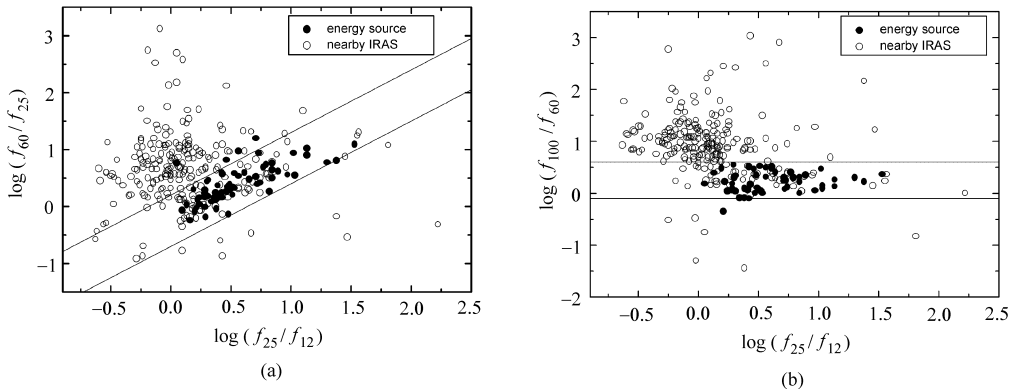 energy source
nearby IRAS
3
2
1
0
−1
log ( f60 / f25 )
−0.5 0.0 0.5 1.0 1.5 2.0 2.5
log ( f25 / f12 )
(a)
energy source
nearby IRAS
3
2
1
0
−1
−2
log ( f100 / f60 )
−0.5 0.0 0.5 1.0 1.5 2.0 2.5
log ( f25 / f12 )
(b)